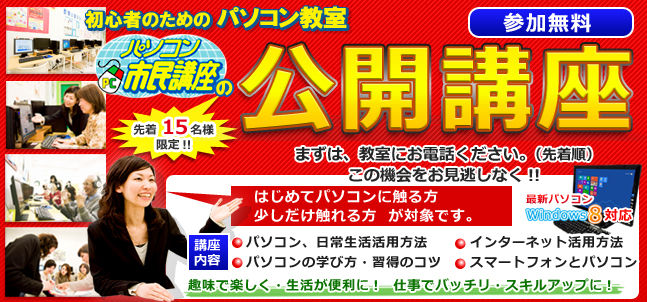 初心者のための パソコン教室
参加無料
パソコン
市民講座の
PC
公開講座
先着 15名様
限定!!
まずは、教室にお電話ください。(先着順)
この機会をお見逃しなく!!
はじめてパソコンに触る方
少しだけ触れる方 が対象です。
最新パソコン
Windows 8 対応
講座
内容
●パソコン、日常生活活用方法
●インターネット活用方法
●パソコンの学び方・習得のコツ
●スマートフォンとパソコン
趣味で楽しく・生活が便利に! 仕事でバッチリ・スキルアップに!